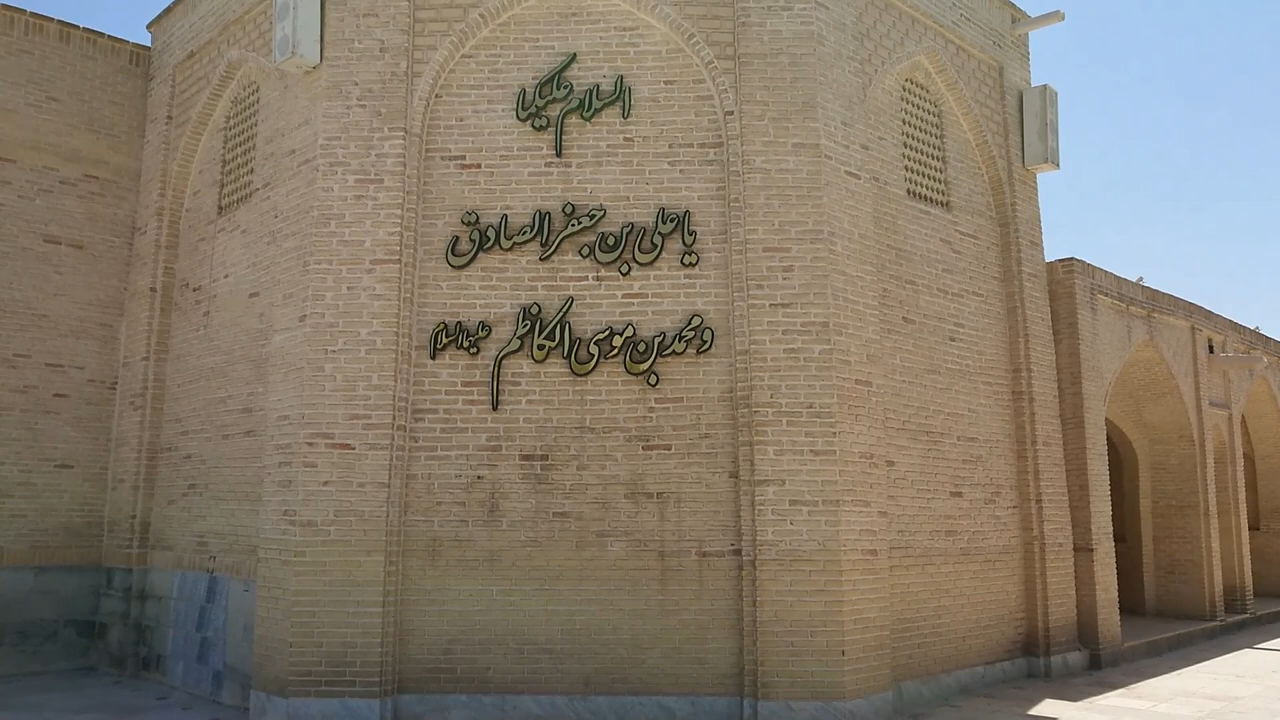 السلام علیکما
یا علی بن جعفر الصادق
و محمد بن موسی الکاظم علیهما السلام